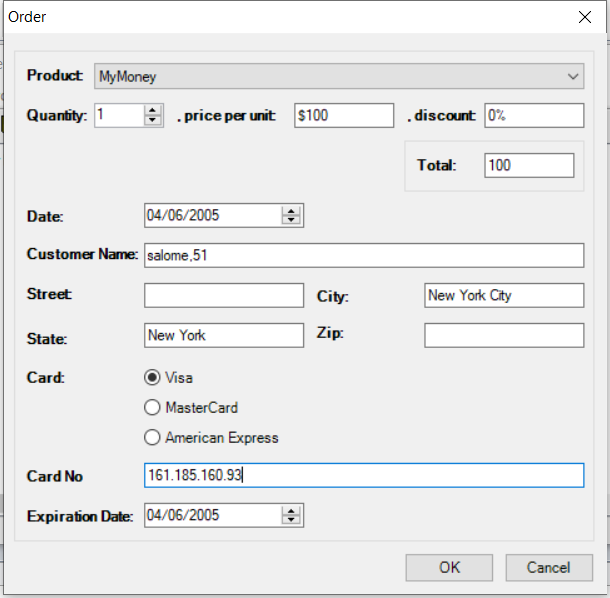 Order
Product: MyMoney
Quantity: 1 , price per unit: $100 , discount: 0%
Total: 100
Date: 04/06/2005
Customer Name: salome,51
Street: City: New York City
State: New York Zip:
Card: Visa
MasterCard
American Express
Card No 161.185.160.93
Expiration Date: 04/06/2005
OK Cancel